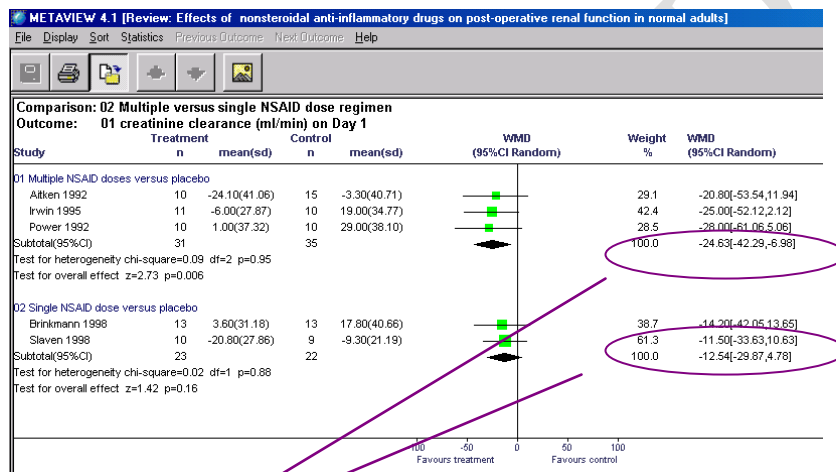 METAVIEW 4.1 [Review: Effects of nonsteroidal anti-inflammatory drugs on post-operative renal function in normal adults]
File Display Sort Statistics Previous Outcome Next Outcome Help
Comparison: 02 Multiple versus single NSAID dose regimen
Outcome: 01 creatinine clearance (ml/min) on Day 1
Treatment Control WMD Weight WMD
Study n mean(sd) n mean(sd) (95%CI Random) % (95%CI Random)
01 Multiple NSAID doses versus placebo
Aitken 1992 10 -24.10(41.06) 15 -3.30(40.71) 29.1 -20.80[-53.54,11.94]
Irwin 1995 11 -6.00(27.87) 10 19.00(34.77) 42.4 -25.00[-52.12,2.12]
Power 1992 10 1.00(37.32) 10 29.00(38.10) 28.5 -28.00[-61.06,5.06]
Subtotal(95%CI) 31 35 100.0 -24.63[-42.29,-6.98]
Test for heterogeneity chi-square=0.09 df=2 p=0.95
Test for overall effect z=2.73 p=0.006
02 Single NSAID dose versus placebo
Brinkmann 1998 13 3.60(31.18) 13 17.80(40.66) 38.7 -14.20[-42.05,13.65]
Slaven 1998 10 -20.80(27.86) 9 -9.30(21.19) 61.3 -11.50[-33.63,10.63]
Subtotal(95%CI) 23 22 100.0 -12.54[-29.87,4.78]
Test for heterogeneity chi-square=0.02 df=1 p=0.88
Test for overall effect z=1.42 p=0.16
-100 -50 0 50 100
Favours treatment Favours control